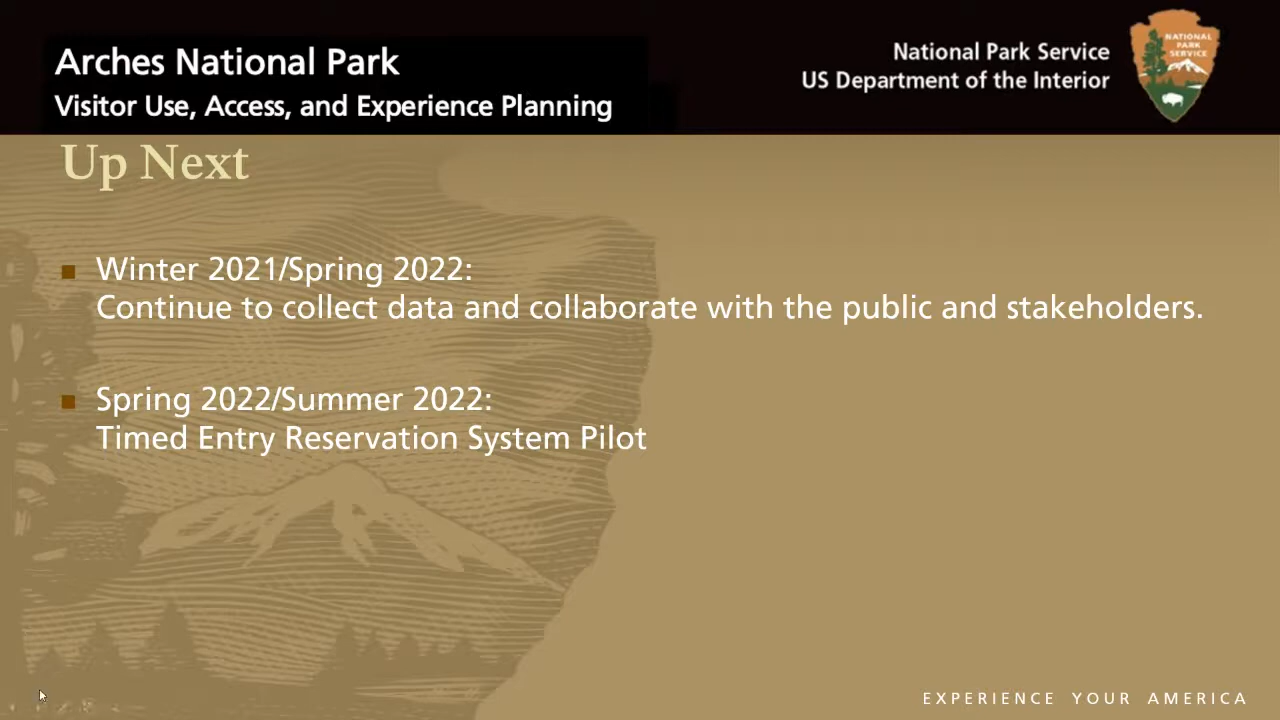 Arches National Park
Visitor Use, Access, and Experience Planning
National Park Service
US Department of the Interior
NATIONAL
PARK
SERVICE
Up Next
Winter 2021/Spring 2022:
Continue to collect data and collaborate with the public and stakeholders.
Spring 2022/Summer 2022:
Timed Entry Reservation System Pilot
EXPERIENCE YOUR AMERICA